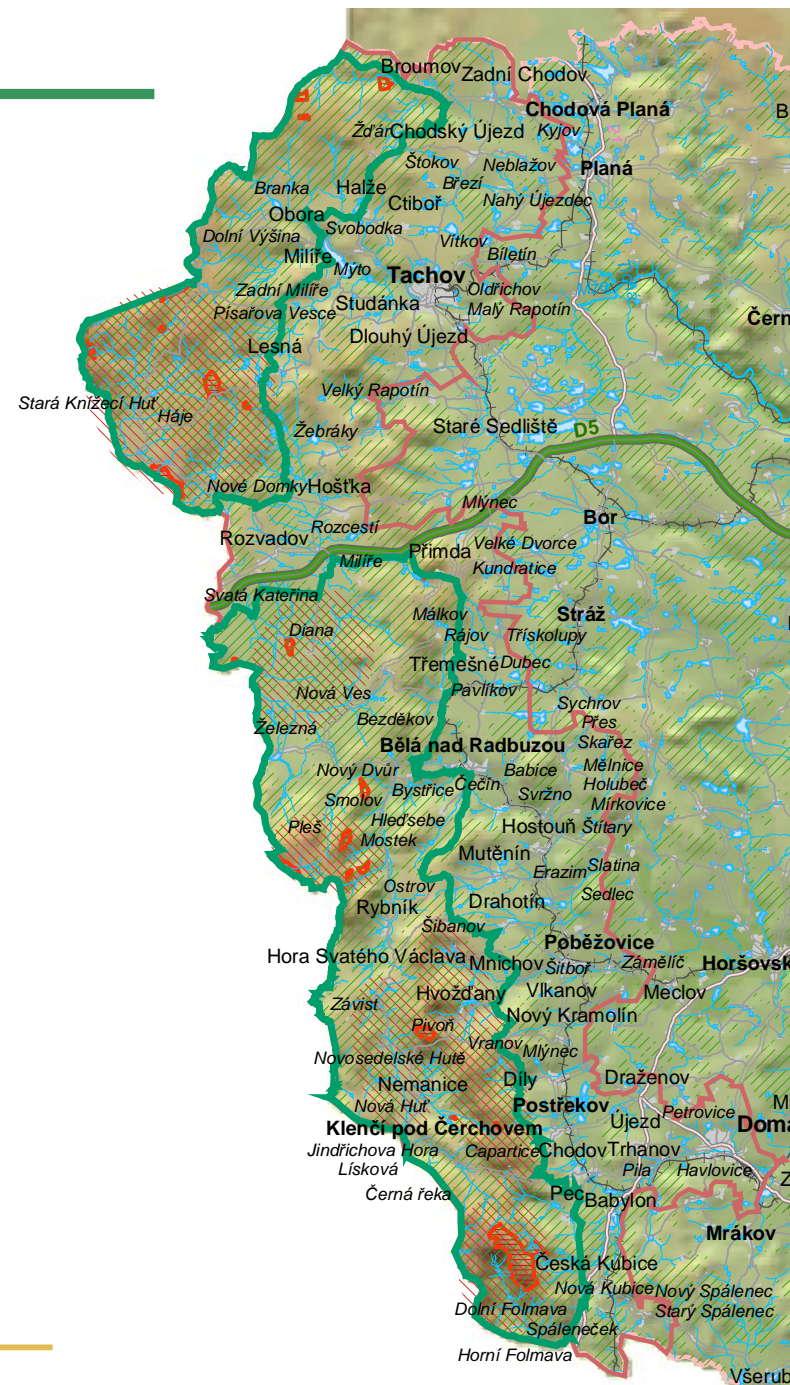 Broumov
Zadní Chodov
Chodová Planá
B
Žďár
Chodský Újezd
Kyjov
Štokov
Neblažov
Planá
Březí
Branka
Halže
Ctiboř
Nahý Újezdec
Obora
Svobodka
Dolní Výšina
Vítkov
Milíře
Bíletín
Mýto
Tachov
Zadní Milíře
Oldřichov
Písařova Vesce
Studánka
Malý Rapotín
Čern
Dlouhý Újezd
Lesná
Velký Rapotín
Stará Knížecí Huť
Háje
Žebráky
Staré Sedliště
D5
Nové Domky
Hošťka
Mlýnec
Bor
Rozcestí
Rozvadov
Přimda
Velké Dvorce
Milíře
Kundratice
Svatá Kateřina
Málkov
Stráž
Diana
Rájov
Třískolupy
Třemešné
Dubec
Nová Ves
Pavlíkov
Sychrov
Železná
Bezděkov
Přes
Bělá nad Radbuzou
Skařez
Nový Dvůr
Babice
Mělnice
Bystřice
Čečín
Holubeč
Smolov
Svržno
Mírkovice
Pleš
Hleďsebe
Hostouň
Štítary
Mostek
Mutěnín
Erazim
Slatina
Ostrov
Sedlec
Rybník
Drahotín
Šibanov
Poběžovice
Hora Svatého Václava
Mnichov
Šitboř
Zámělíč
Horšovsk
Hvožďany
Vlkanov
Meclov
Závist
Nový Kramolín
Pivoň
Vranov
Mlýnec
Novosedelské Hutě
Nemanice
Díly
Draženov
Nová Huť
Postřekov
Petrovice
M
Klenčí pod Čerchovem
Újezd
Doma
Jindřichova Hora
Capartice
Chodov
Trhanov
Lísková
Pila
Havlovice
Z
Černá řeka
Pec
Babylon
Mrákov
Česká Kubice
Nová Kubice
Nový Spálenec
Dolní Folmava
Starý Spálenec
Spáleneček
Horní Folmava
Všerub